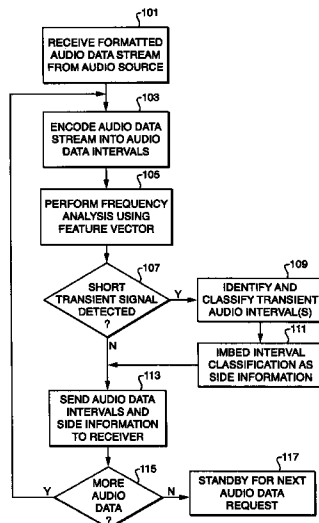 101
RECEIVE FORMATTED
AUDIO DATA STREAM
FROM AUDIO SOURCE
103
ENCODE AUDIO DATA
STREAM INTO AUDIO
DATA INTERVALS
105
PERFORM FREQUENCY
ANALYSIS USING
FEATURE VECTOR
107
SHORT
TRANSIENT SIGNAL
DETECTED
?
Y
N
109
IDENTIFY AND
CLASSIFY TRANSIENT
AUDIO INTERVAL(S)
111
IMBED INTERVAL
CLASSIFICATION AS
SIDE INFORMATION
113
SEND AUDIO DATA
INTERVALS AND
SIDE INFORMATION
TO RECEIVER
115
MORE
AUDIO
DATA
?
Y
N
117
STANDBY FOR NEXT
AUDIO DATA
REQUEST